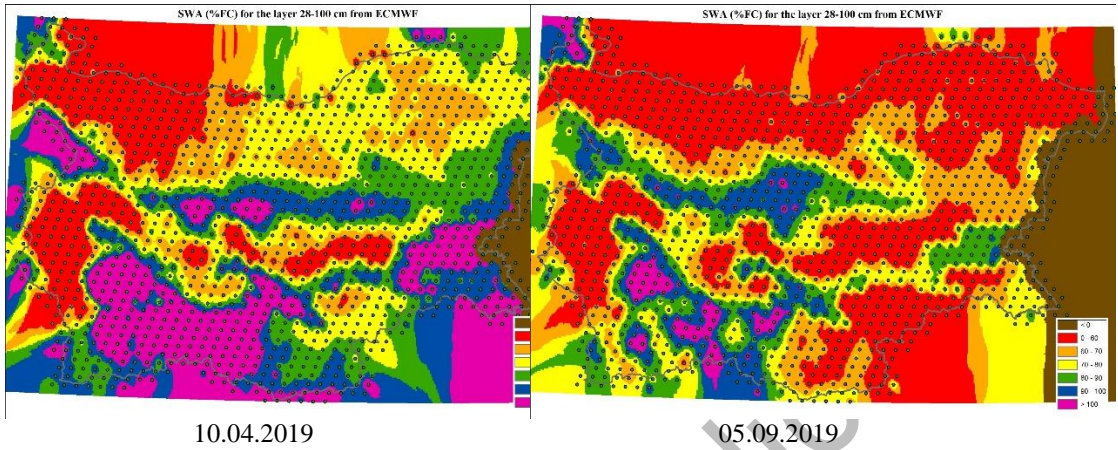 SWA (%FC) for the layer 28-100 cm from ECMWF
SWA (%FC) for the layer 28-100 cm from ECMWF
< 0
0 - 60
60 - 70
70 - 80
80 - 90
90 - 100
> 100
10.04.2019
05.09.2019